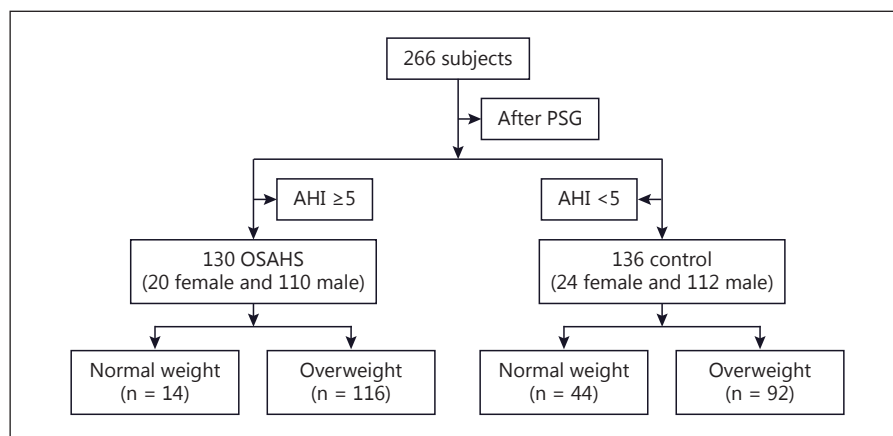 266 subjects
After PSG
AHI ≥5
AHI <5
130 OSAHS
(20 female and 110 male)
136 control
(24 female and 112 male)
Normal weight
(n = 14)
Overweight
(n = 116)
Normal weight
(n = 44)
Overweight
(n = 92)